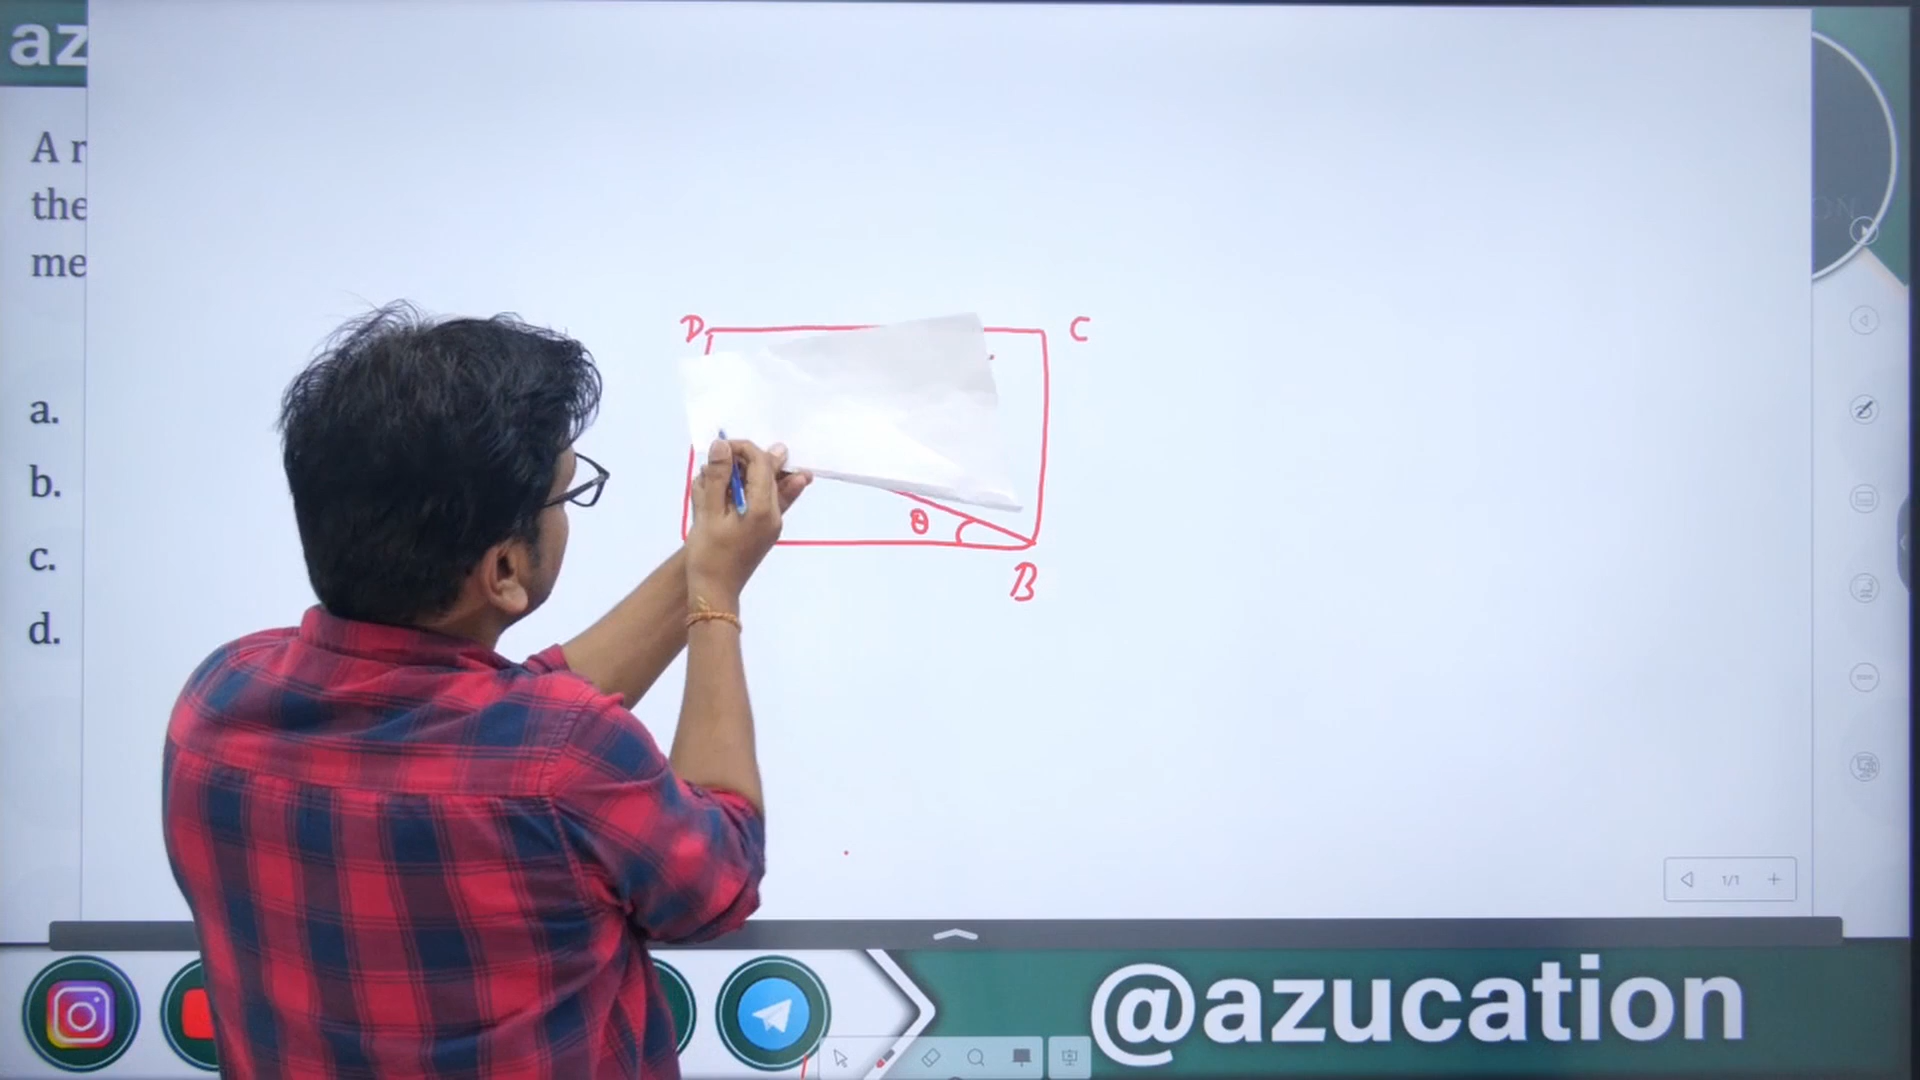 az
A r
the
me
D
C
a.
b.
θ
c.
B
d.
1/1
@azucation